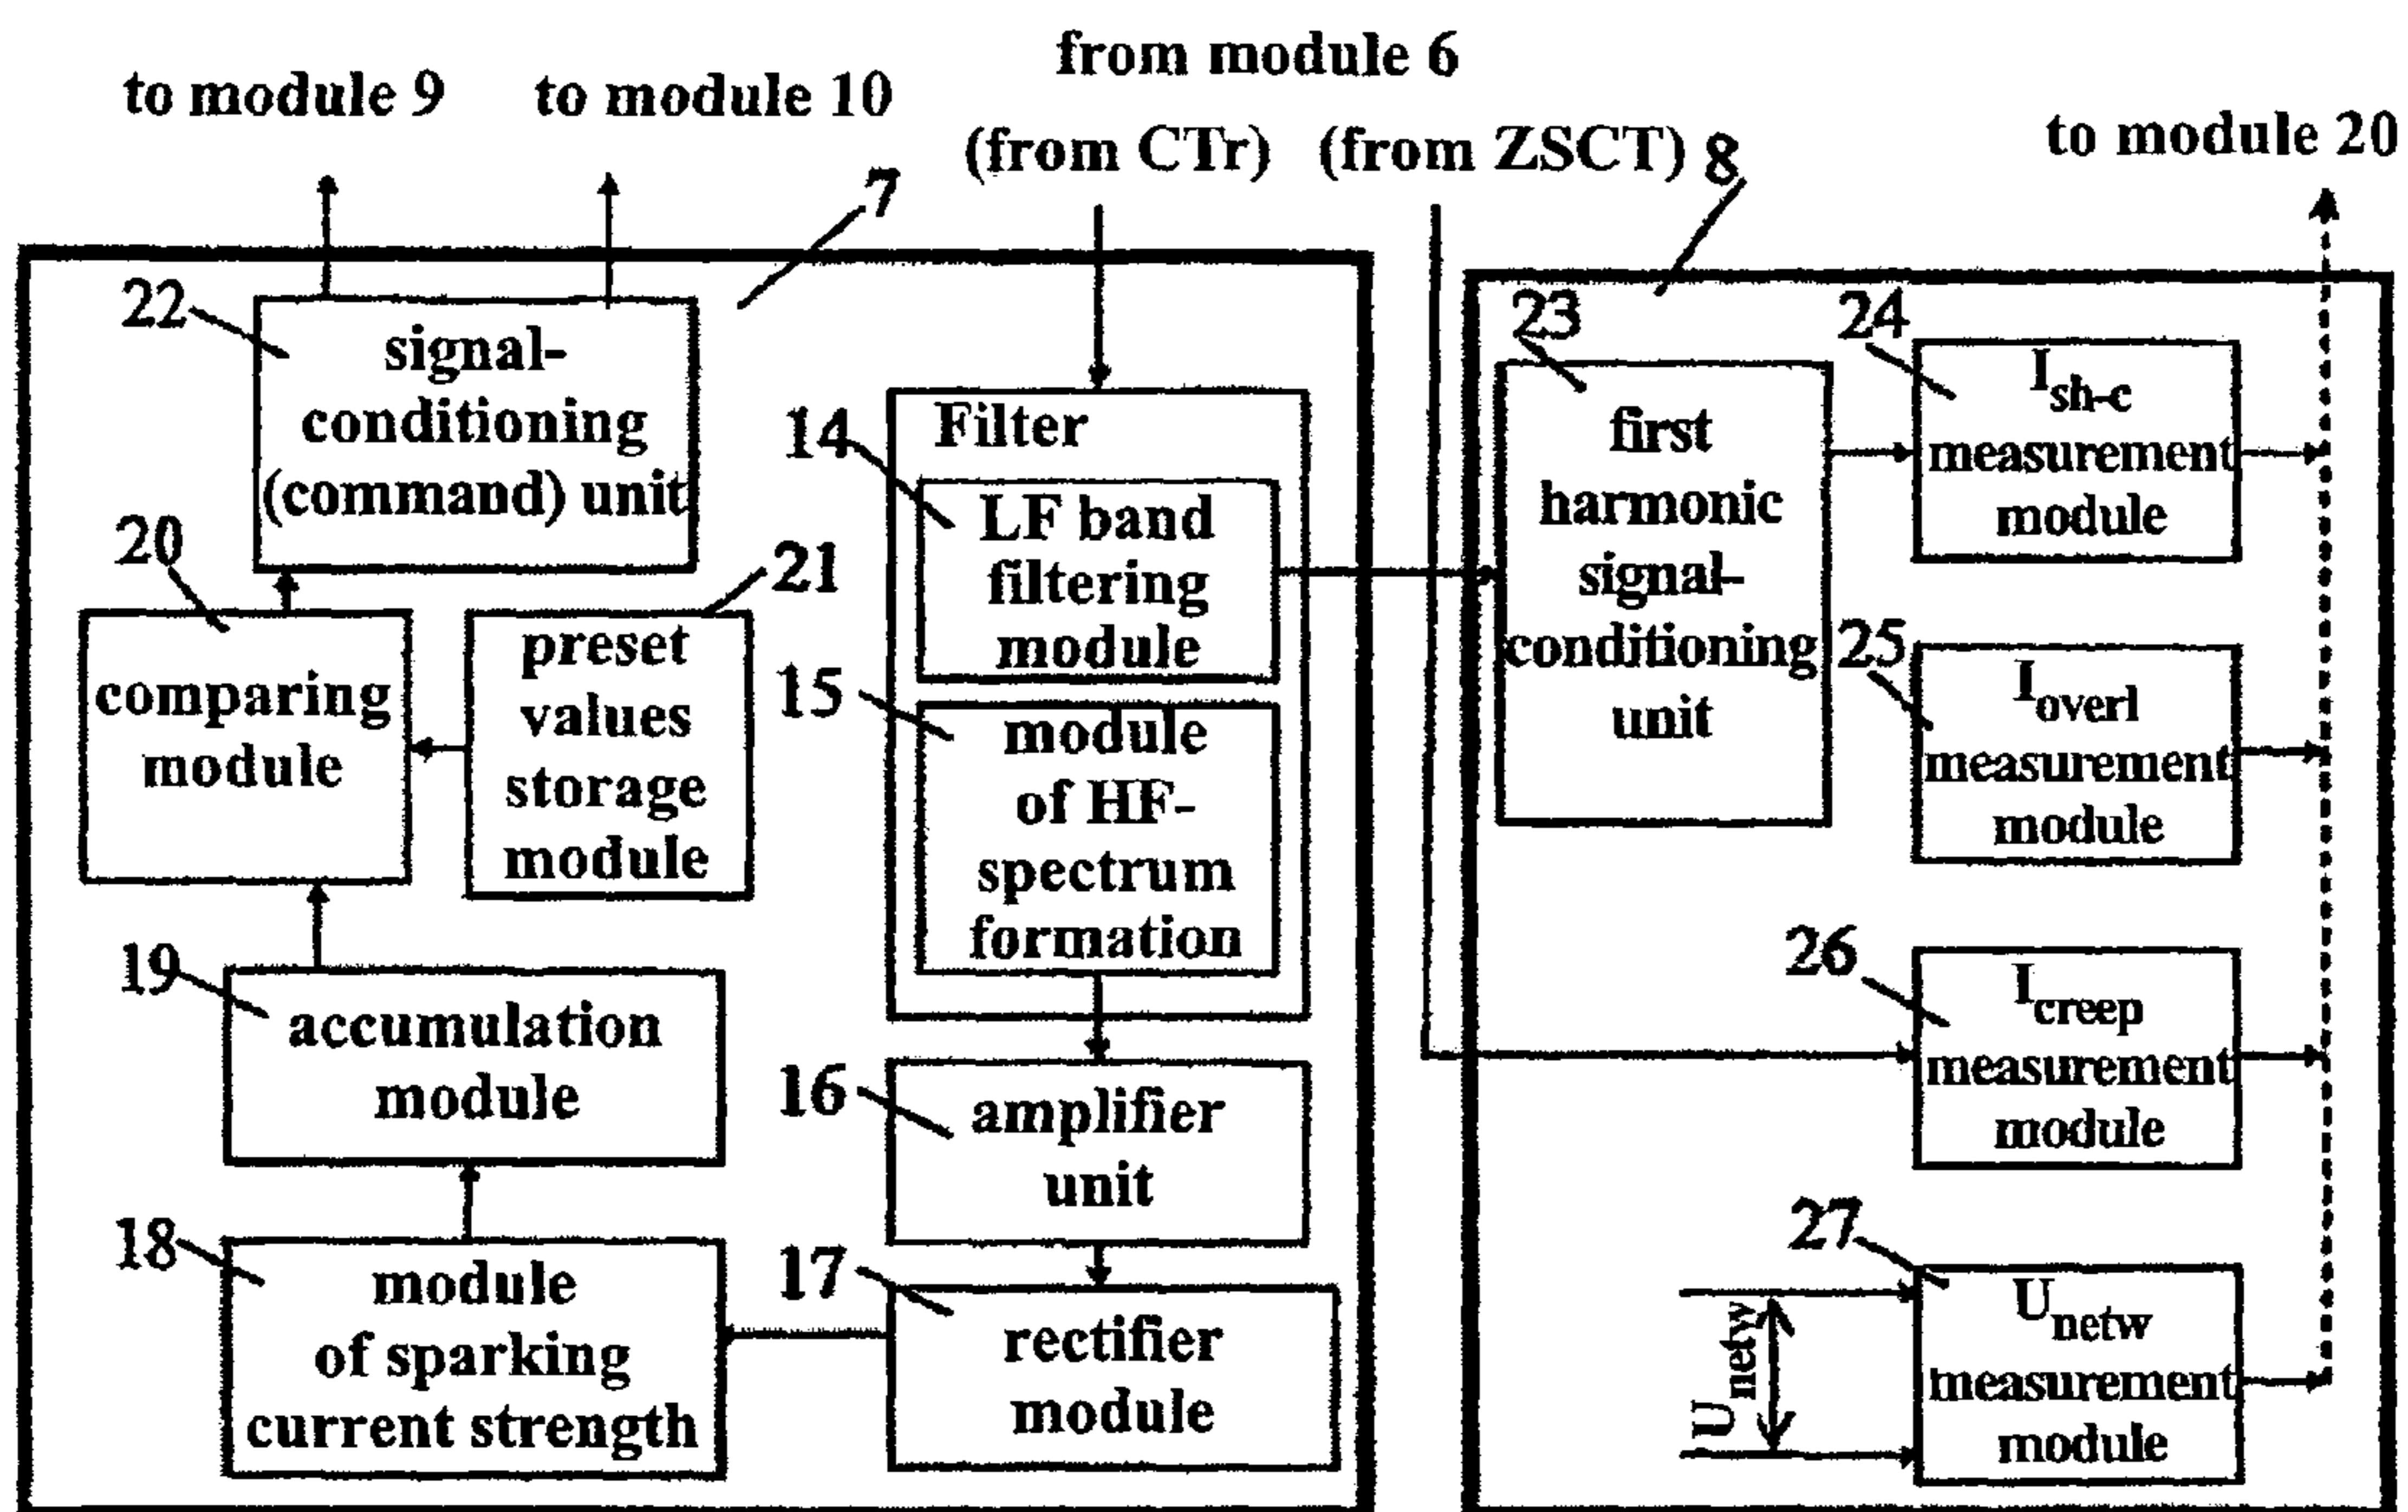 from module 6
to module 9
to module 10
(from CTr)
(from ZSCT)
8
to module 20
7
22
signal-
conditioning
(command) unit
20
comparing
module
21
preset
values
storage
module
19
accumulation
module
18
module
of sparking
current strength
Filter
14
LF band
filtering
module
15
module
of HF-
spectrum
formation
16
amplifier
unit
17
rectifier
module
23
first
harmonic
signal-
conditioning
unit
24
Ish-c
measurement
module
25
Ioverl
measurement
module
26
Icreep
measurement
module
27
Unetw
Unetw
measurement
module